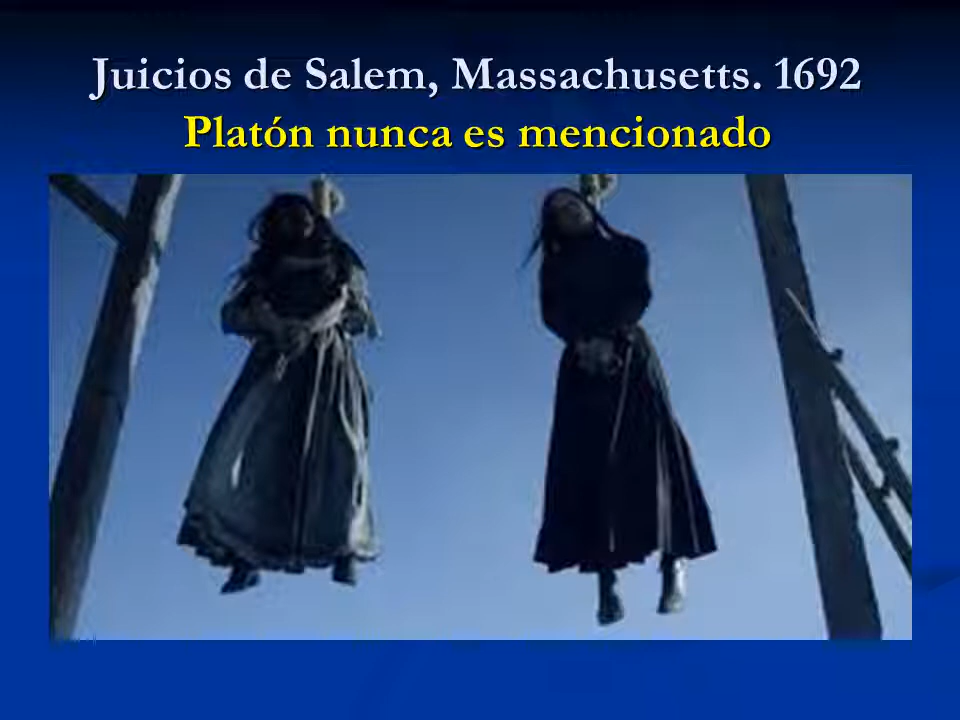 Juicios de Salem, Massachusetts. 1692
Platón nunca es mencionado